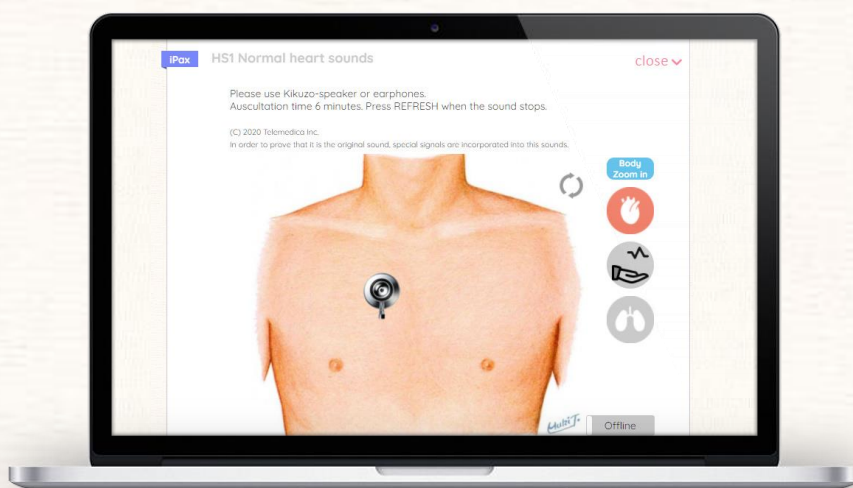 iPax
HS1 Normal heart sounds
close
Please use Kikuzo-speaker or earphones.
Auscultation time 6 minutes. Press REFRESH when the sound stops.
(C) 2020 Telemedica Inc.
In order to prove that it is the original sound, special signals are incorporated into this sounds.
Body
Zoom in
Offline